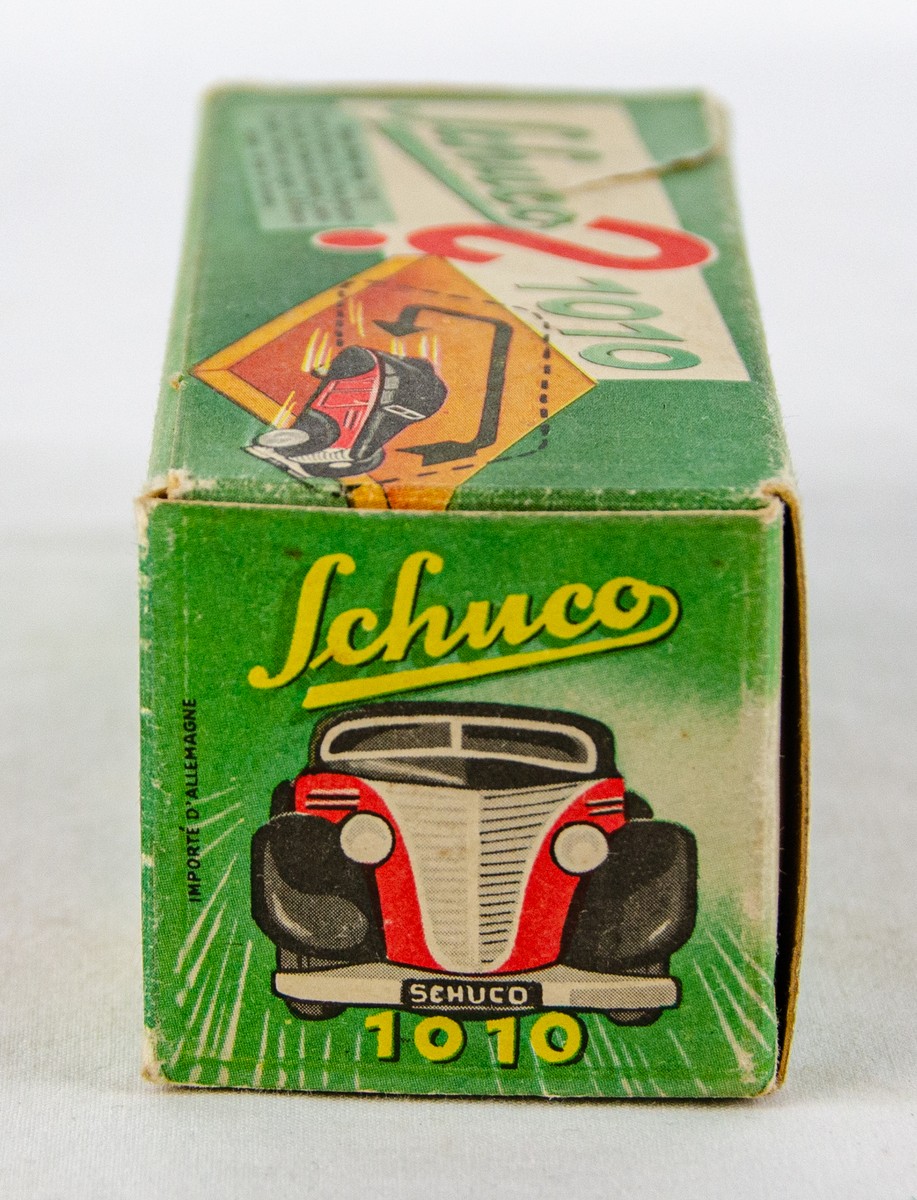 Schuco
?
1010
Schuco
IMPORTÉ D'ALLEMAGNE
SCHUCO
1010